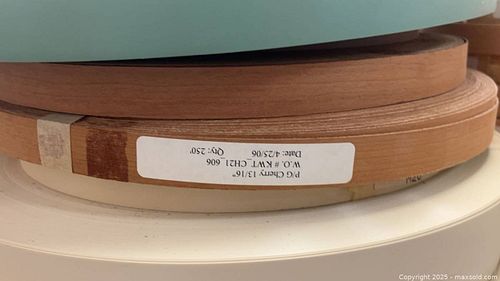 P/G Cherry 13/16"
W.O. # KWT_CH21_606
Date: 4/25/06 Qty: 250'
Copyright © 2025 - maxsold.com